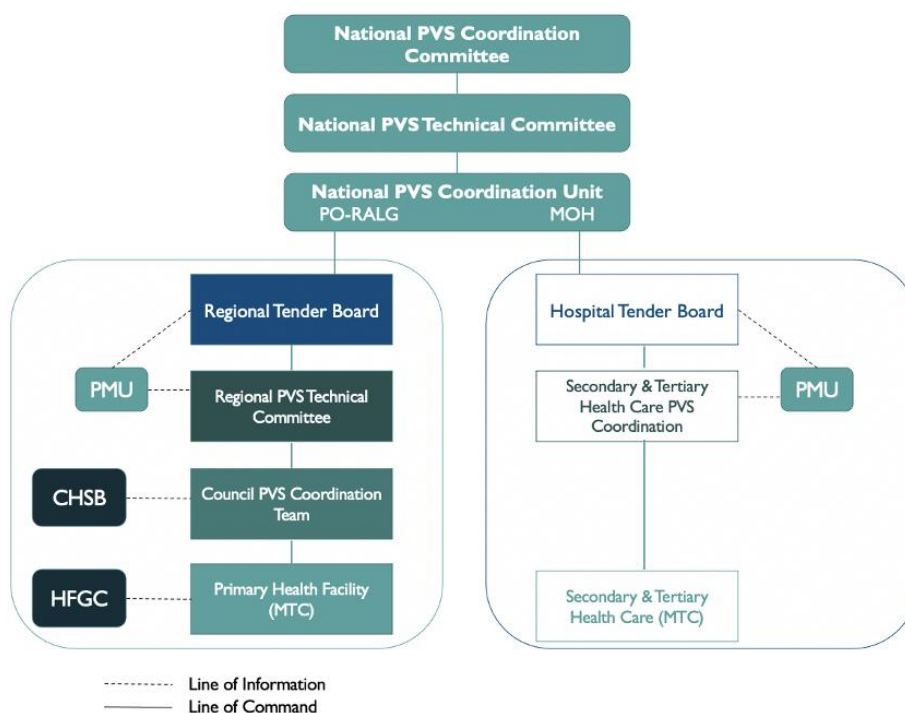 National PVS Coordination
Committee
National PVS Technical Committee
National PVS Coordination Unit
PO-RALG MOH
Regional Tender Board
PMU
Regional PVS Technical
Committee
CHSB
Council PVS Coordination
Team
HFGC
Primary Health Facility
(MTC)
Hospital Tender Board
Secondary & Tertiary
Health Care PVS
Coordination
PMU
Secondary & Tertiary
Health Care (MTC)
Line of Information
Line of Command